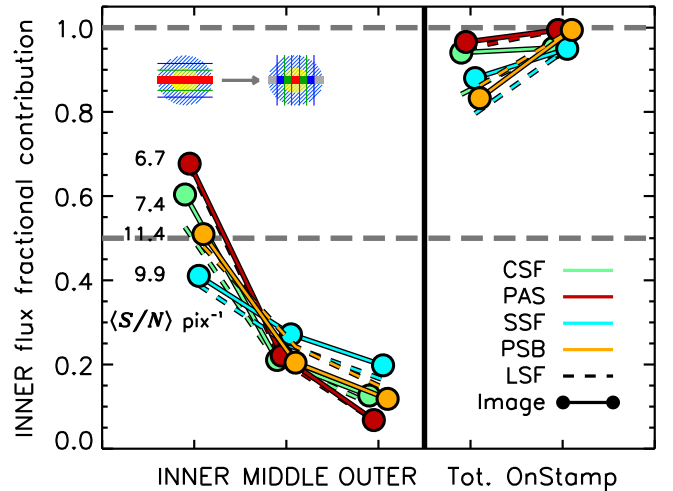 INNER flux fractional contribution
1.0
0.8
0.6
0.4
0.2
0.0
6.7
7.4
11.4
9.9
⟨S/N⟩ pix⁻¹
CSF
PAS
SSF
PSB
LSF
Image
INNER MIDDLE OUTER Tot. OnStamp